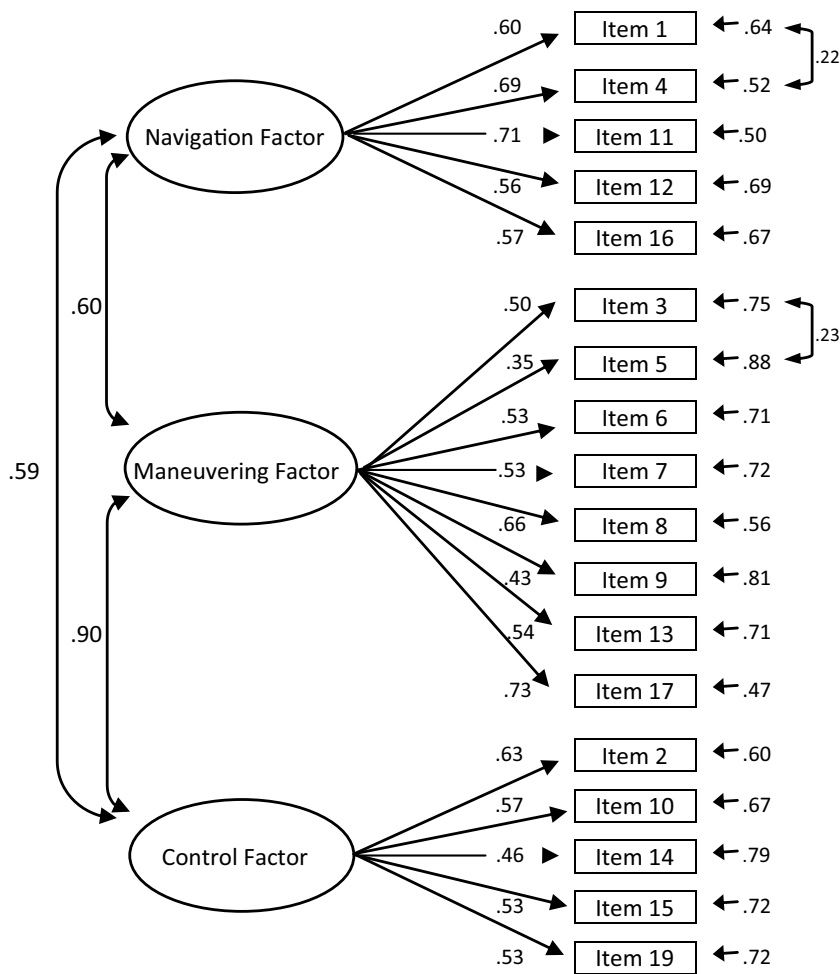 .60 Item 1 .64
.22
.69 Item 4 .52
Navigation Factor .71 Item 11 .50
.56 Item 12 .69
.57 Item 16 .67
.60
.50 Item 3 .75
.23
.35 Item 5 .88
.53 Item 6 .71
.59 Maneuvering Factor .53 Item 7 .72
.66 Item 8 .56
.43 Item 9 .81
.90
.54 Item 13 .71
.73 Item 17 .47
.63 Item 2 .60
.57 Item 10 .67
Control Factor .46 Item 14 .79
.53 Item 15 .72
.53 Item 19 .72